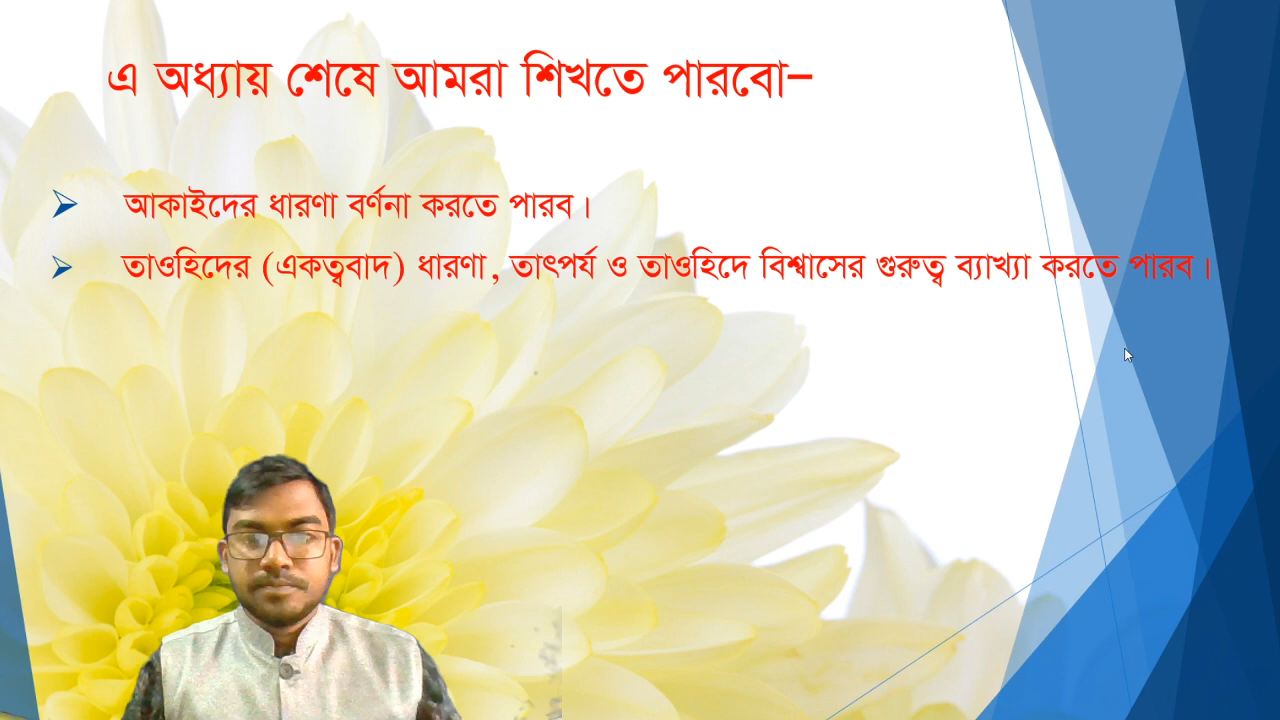 এ অধ্যায় শেষে আমরা শিখতে পারবো–
আকাইদের ধারণা বর্ণনা করতে পারব।
তাওহিদের (একত্ববাদ) ধারণা, তাৎপর্য ও তাওহিদে বিশ্বাসের গুরুত্ব ব্যাখ্যা করতে পারব।